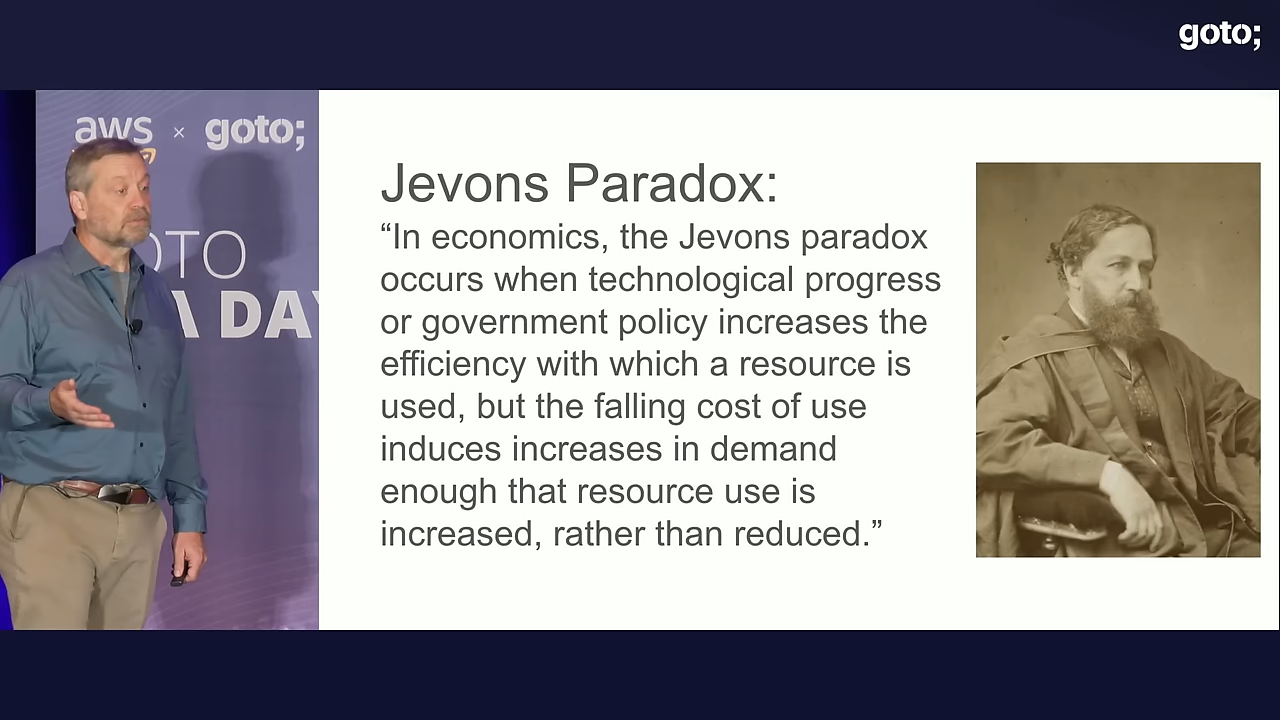 goto;
aws × goto;
OTO
A DA
Jevons Paradox:
“In economics, the Jevons paradox
occurs when technological progress
or government policy increases the
efficiency with which a resource is
used, but the falling cost of use
induces increases in demand
enough that resource use is
increased, rather than reduced.”